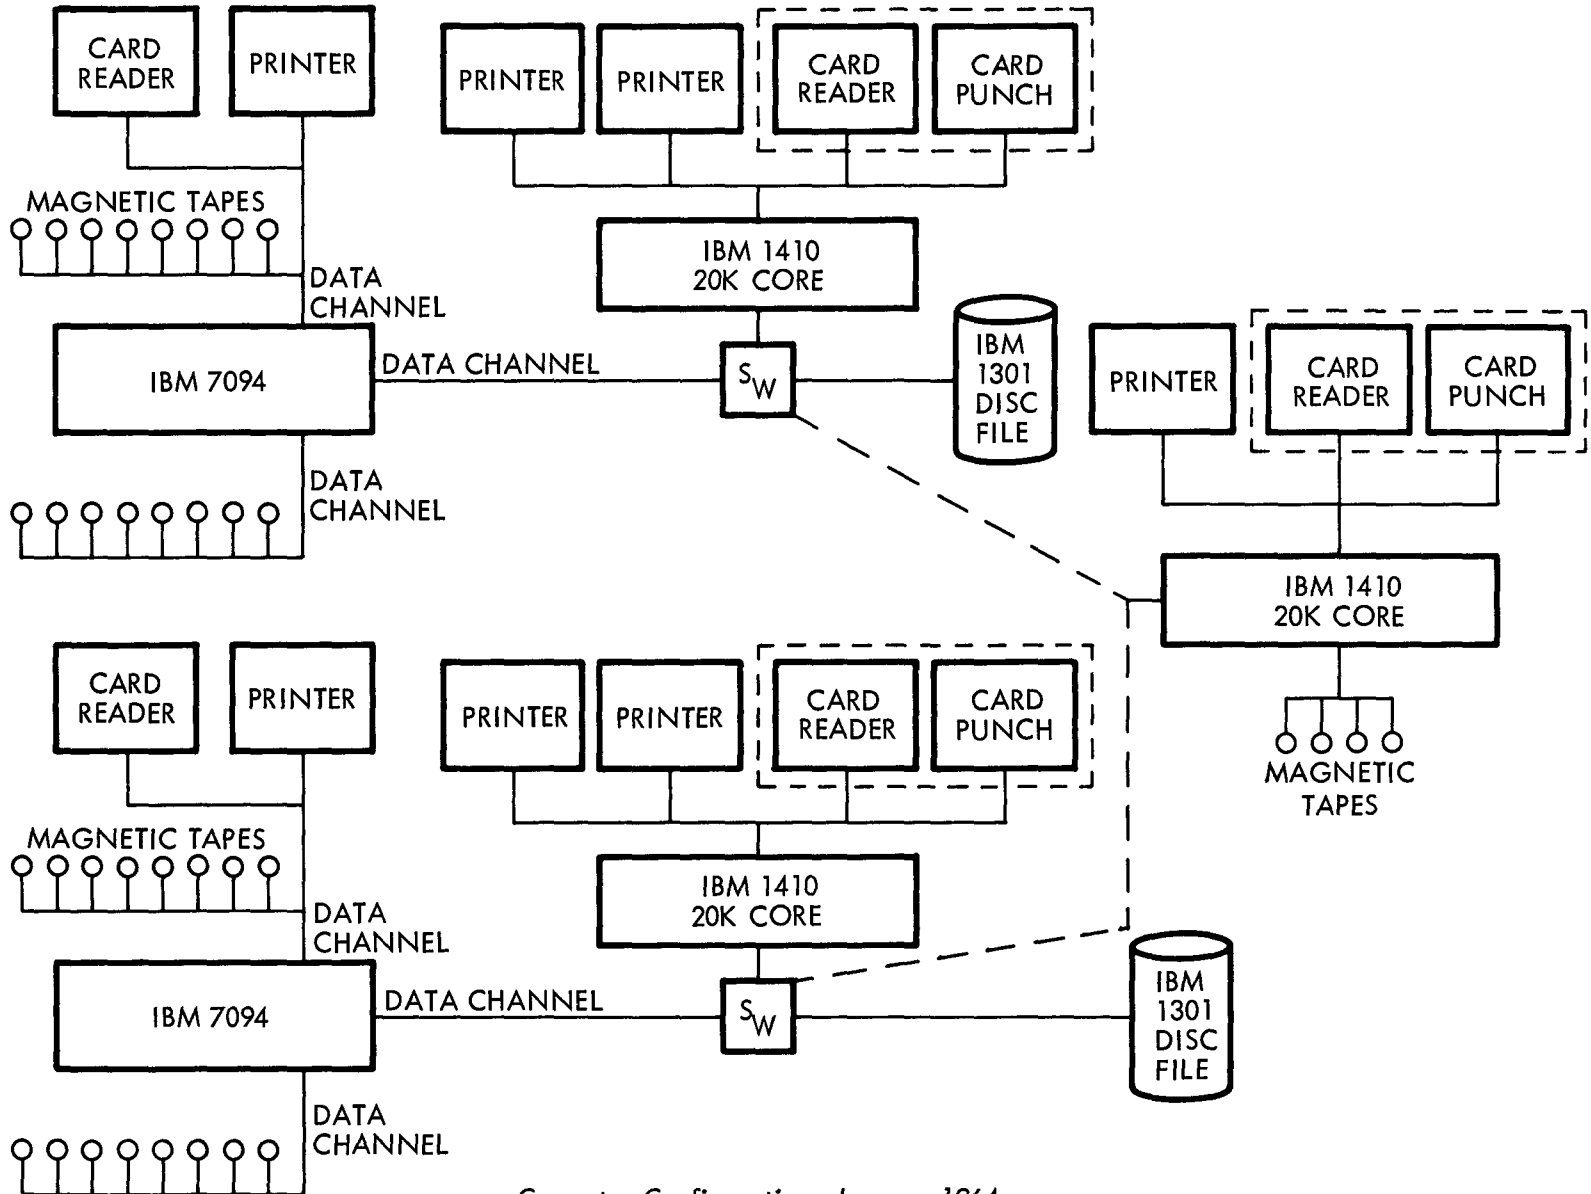 CARD
READER
PRINTER
PRINTER
PRINTER
CARD
READER
CARD
PUNCH
MAGNETIC TAPES
DATA
CHANNEL
IBM 1410
20K CORE
IBM 7094
DATA CHANNEL
SW
IBM
1301
DISC
FILE
PRINTER
CARD
READER
CARD
PUNCH
DATA
CHANNEL
IBM 1410
20K CORE
MAGNETIC
TAPES
CARD
READER
PRINTER
PRINTER
PRINTER
CARD
READER
CARD
PUNCH
MAGNETIC TAPES
DATA
CHANNEL
IBM 1410
20K CORE
IBM 7094
DATA CHANNEL
SW
IBM
1301
DISC
FILE
DATA
CHANNEL
1964